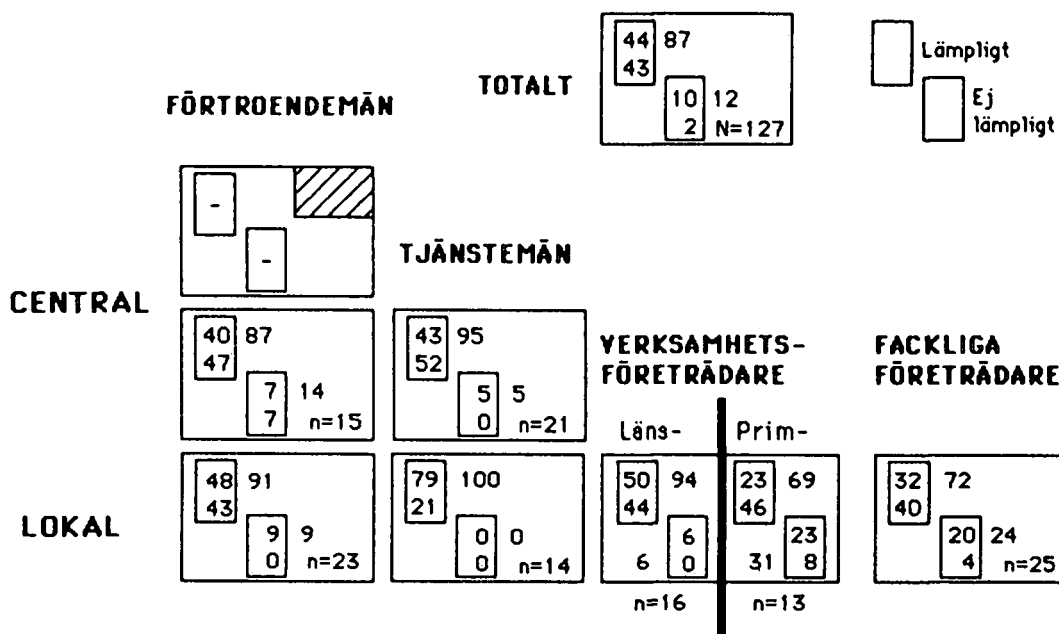 44 87
43
10 12
2 N=127
TOTALT
Lämpligt
Ej
lämpligt
FÖRTROENDEMÄN
-
-
TJÄNSTEMÄN
CENTRAL
40 87
47
7 14
7 n=15
43 95
52
5 5
0 n=21
VERKSAMHETS-
FÖRETRÄDARE
FACKLIGA
FÖRETRÄDARE
Läns-
Prim-
LOKAL
48 91
43
9 9
0 n=23
79 100
21
0 0
0 n=14
50 94
44
6
6 0
n=16
23 69
46
23
31 8
n=13
32 72
40
20 24
4 n=25